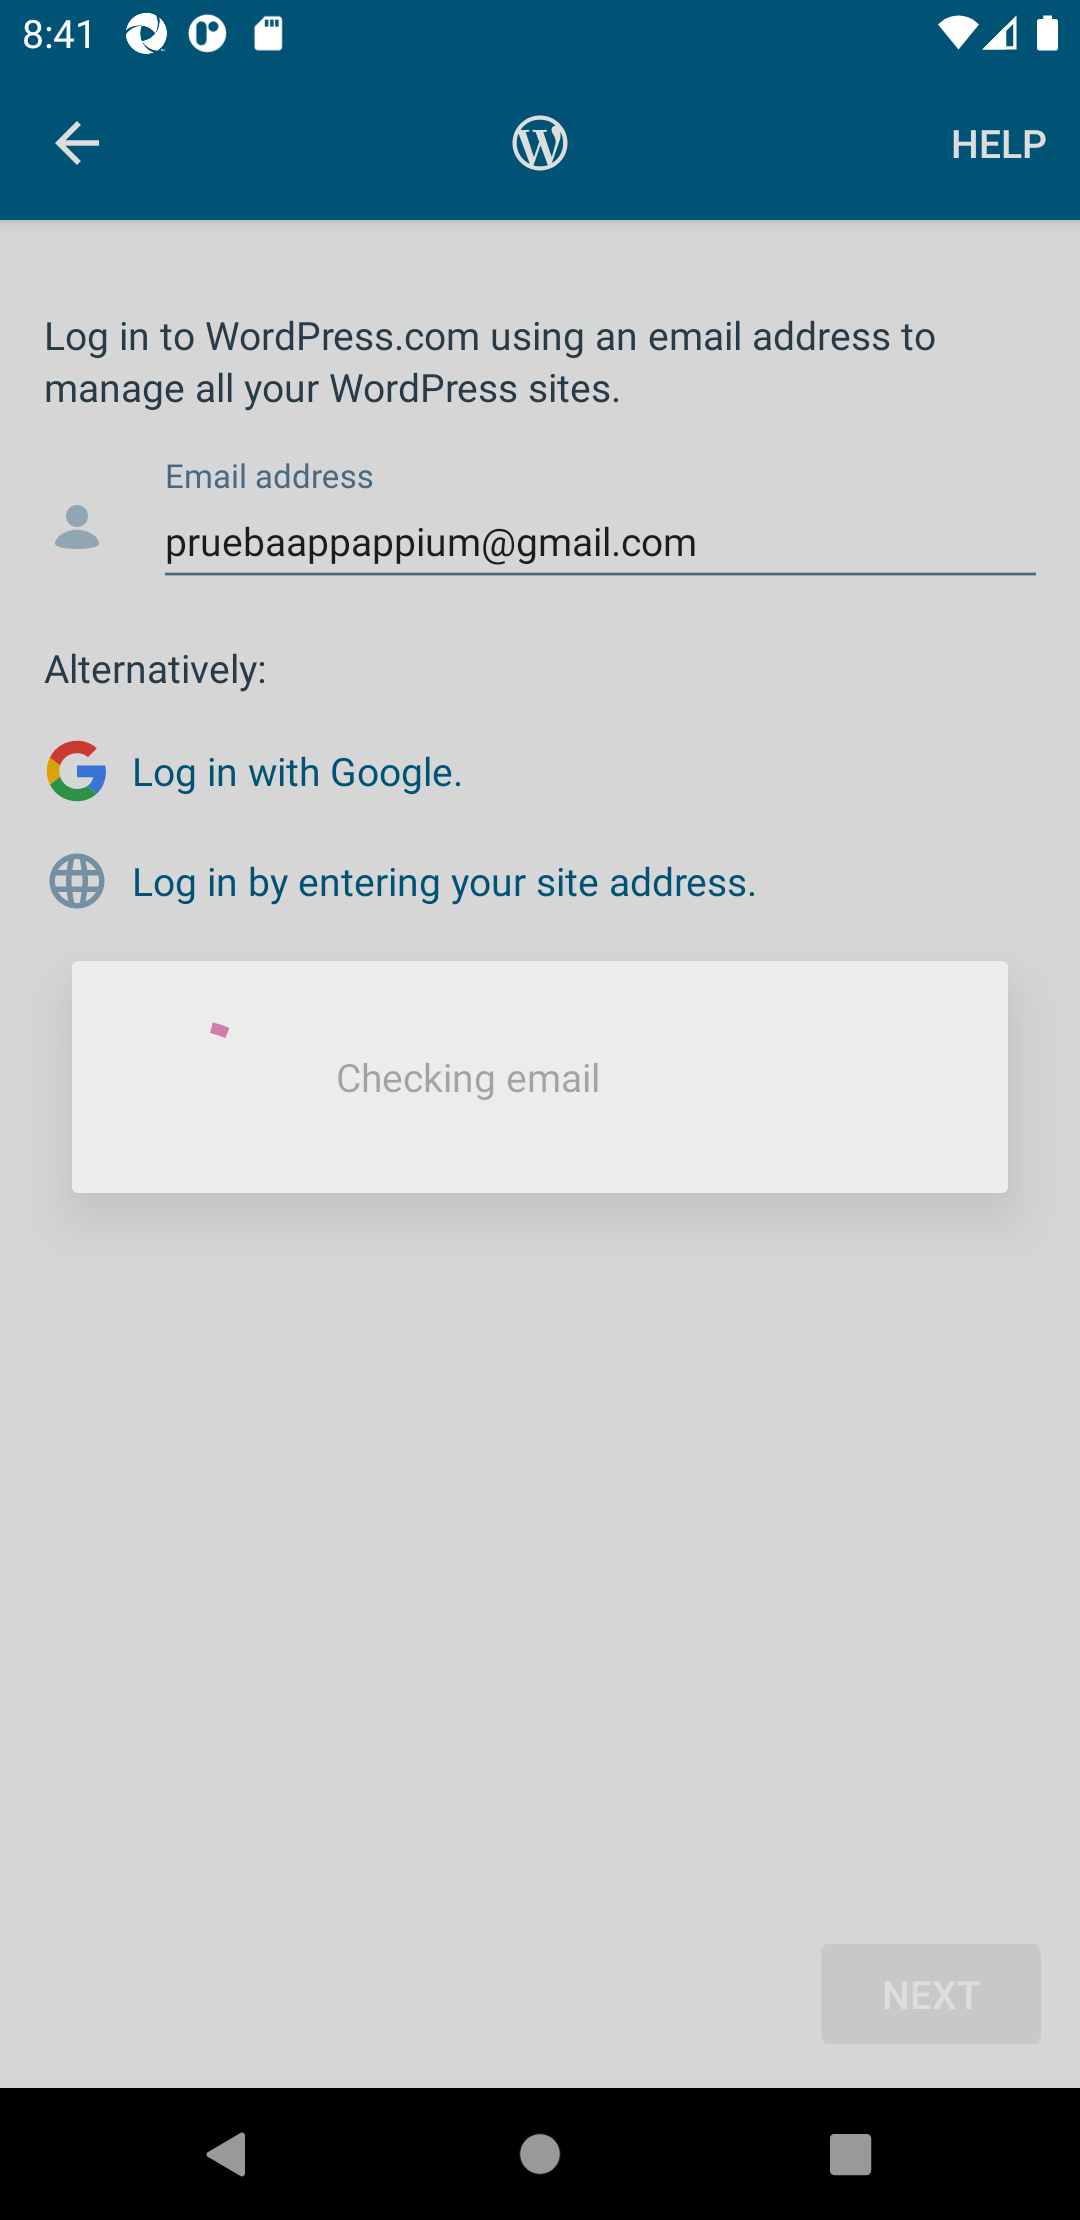 8:41
HELP
Log in to WordPress.com using an email address to
manage all your WordPress sites.
Email address
pruebaappappium@gmail.com
Alternatively:
Log in with Google.
Log in by entering your site address.
Checking email
NEXT